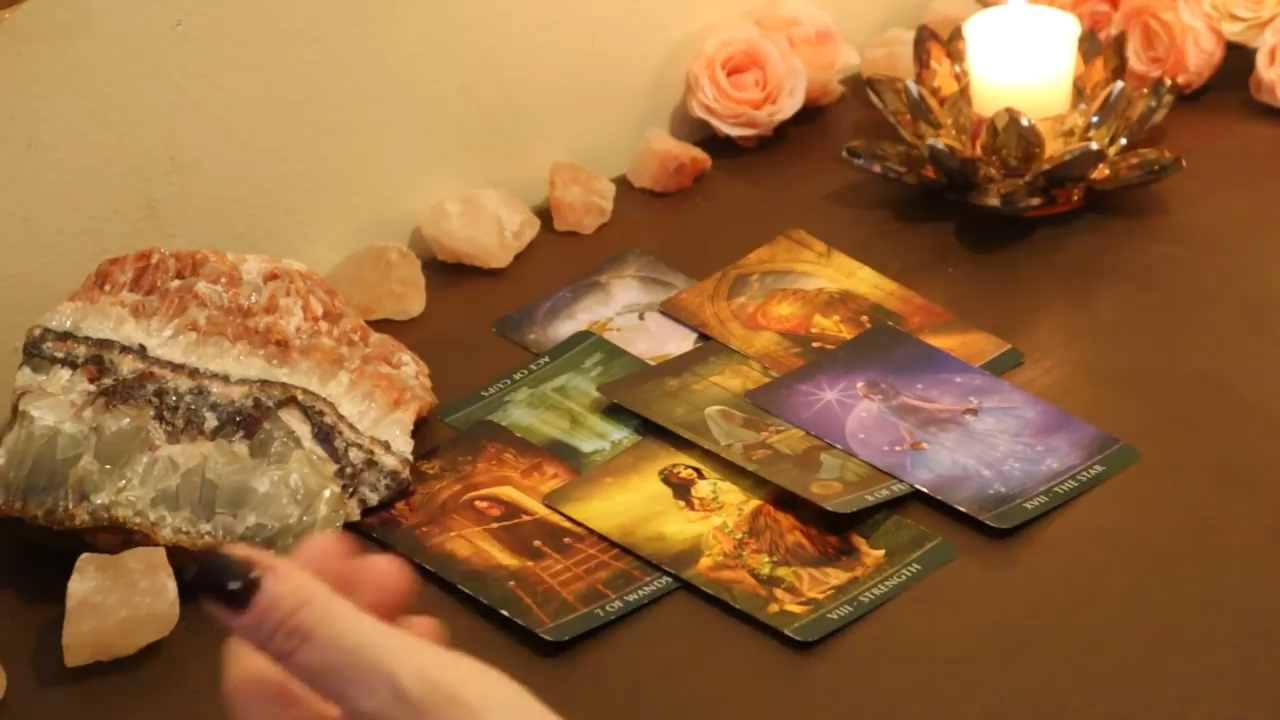 ACE OF CUPS
8 OF
XVII - THE STAR
7 OF WANDS
VIII - STRENGTH